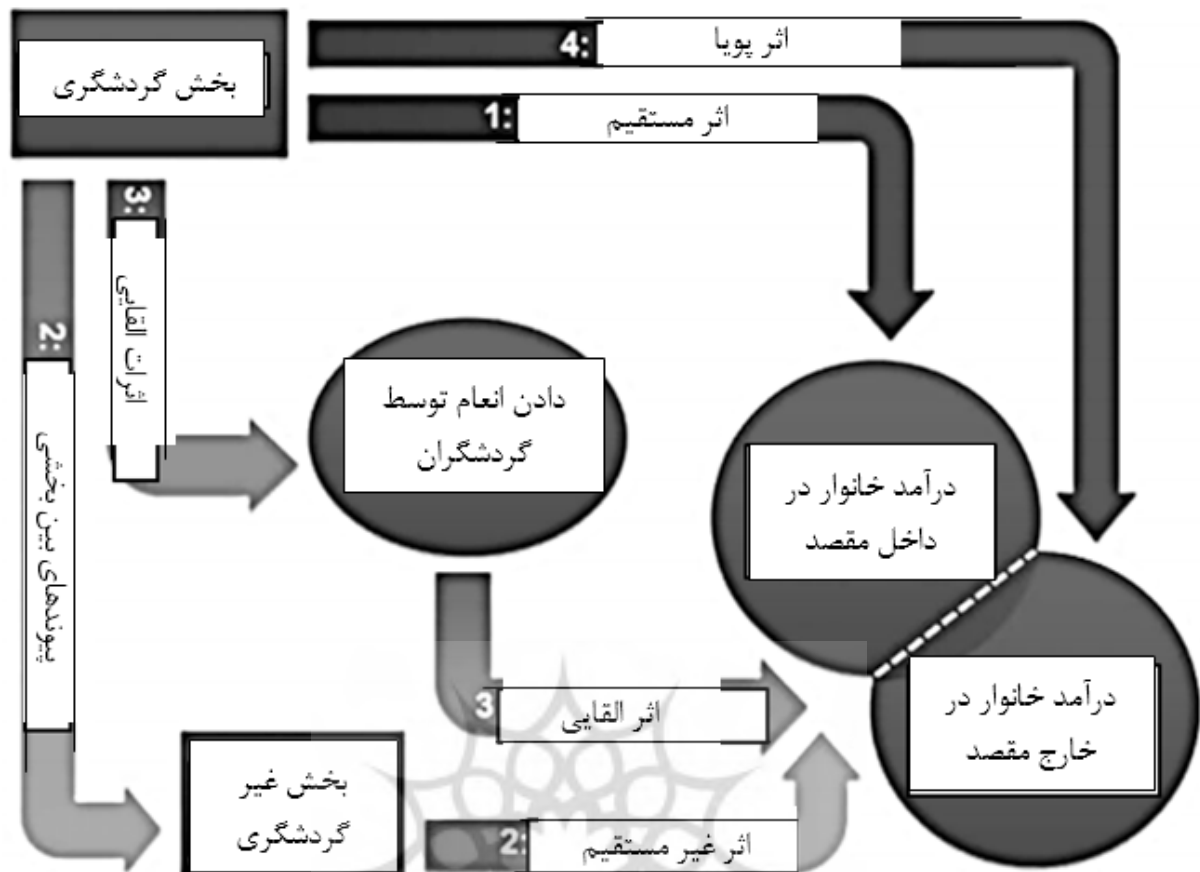 بخش گردشگری
4: اثر پویا
1: اثر مستقیم
3: اثرات القایی
2: پیوندهای بین بخشی
دادن انعام توسط
گردشگران
درآمد خانوار در
داخل مقصد
درآمد خانوار در
خارج مقصد
3 اثر القایی
بخش غیر
گردشگری
2: اثر غیر مستقیم